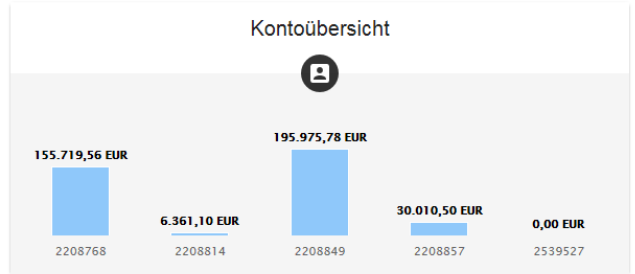 Kontoübersicht
195.975,78 EUR
155.719,56 EUR
30.010,50 EUR
6.361,10 EUR
0,00 EUR
2208768 2208814 2208849 2208857 2539527